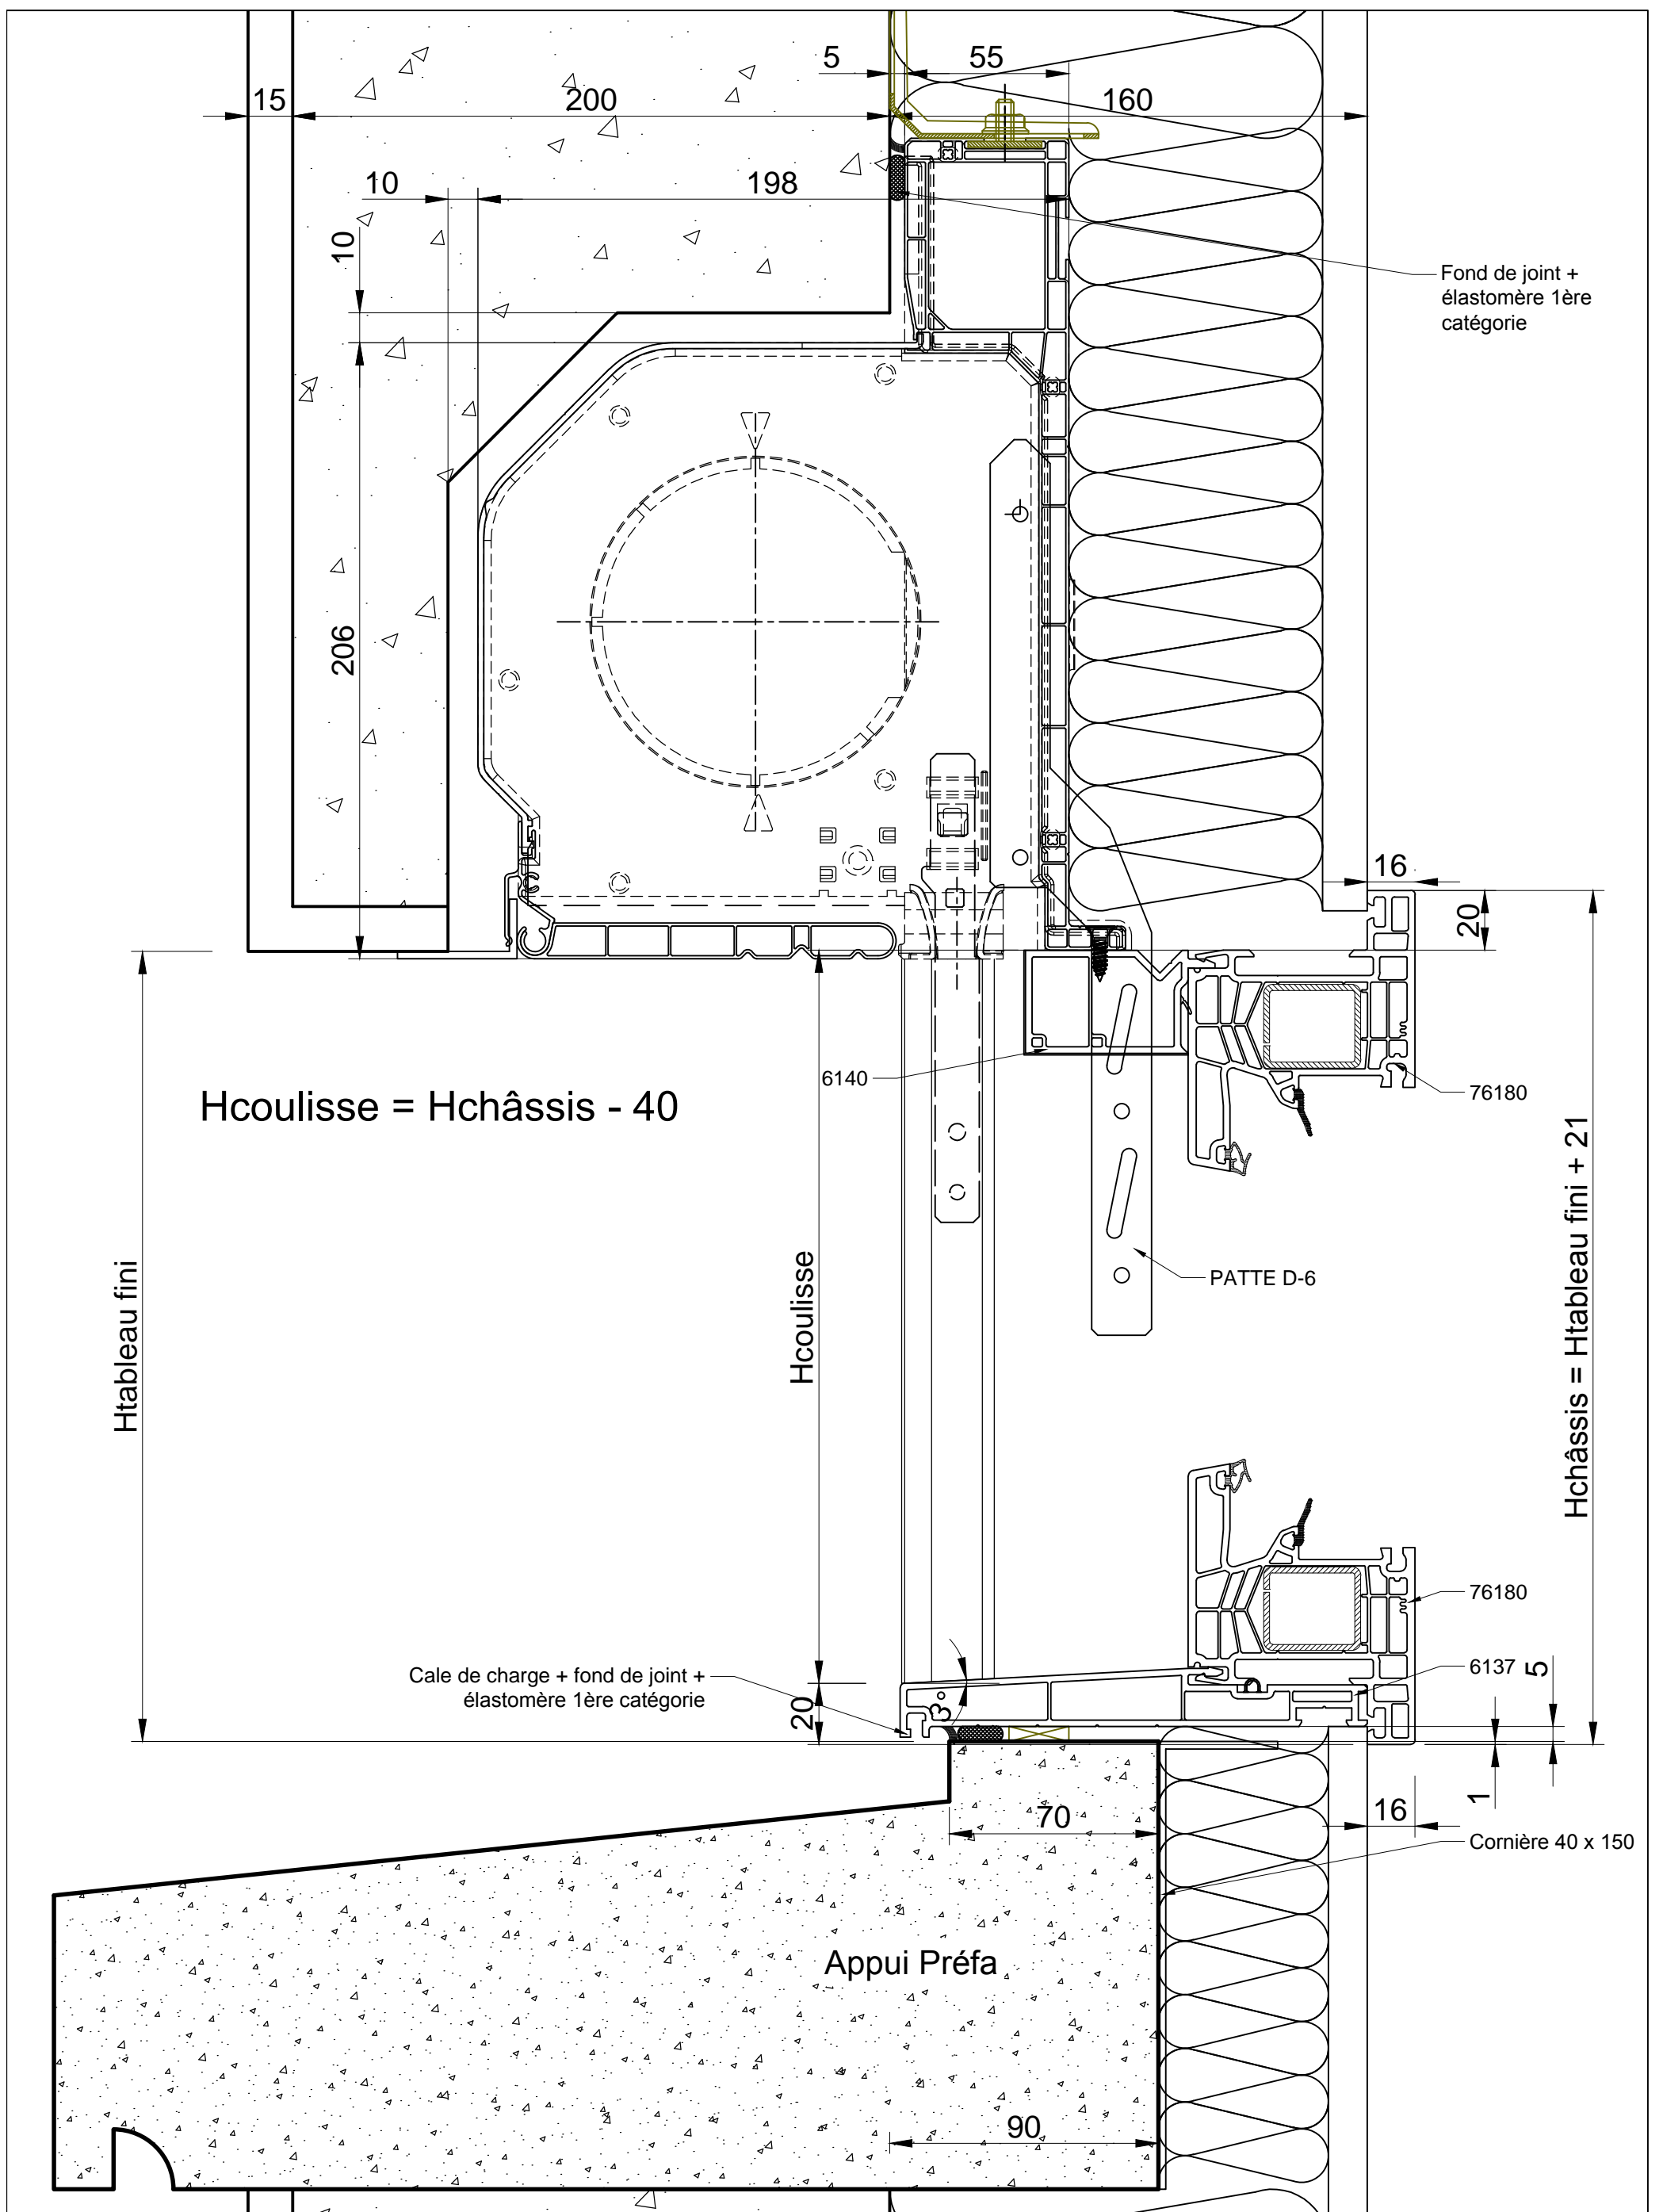 5
55
15
200
160
10
198
10
Fond de joint +
élastomère 1ère
catégorie
206
16
20
6140
76180
Hcoulisse = Hchâssis - 40
Htableau fini
Hcoulisse
PATTE D-6
Hchâssis = Htableau fini + 21
76180
Cale de charge + fond de joint +
élastomère 1ère catégorie
6137
5
20
3°
1
70
16
Cornière 40 x 150
Appui Préfa
90